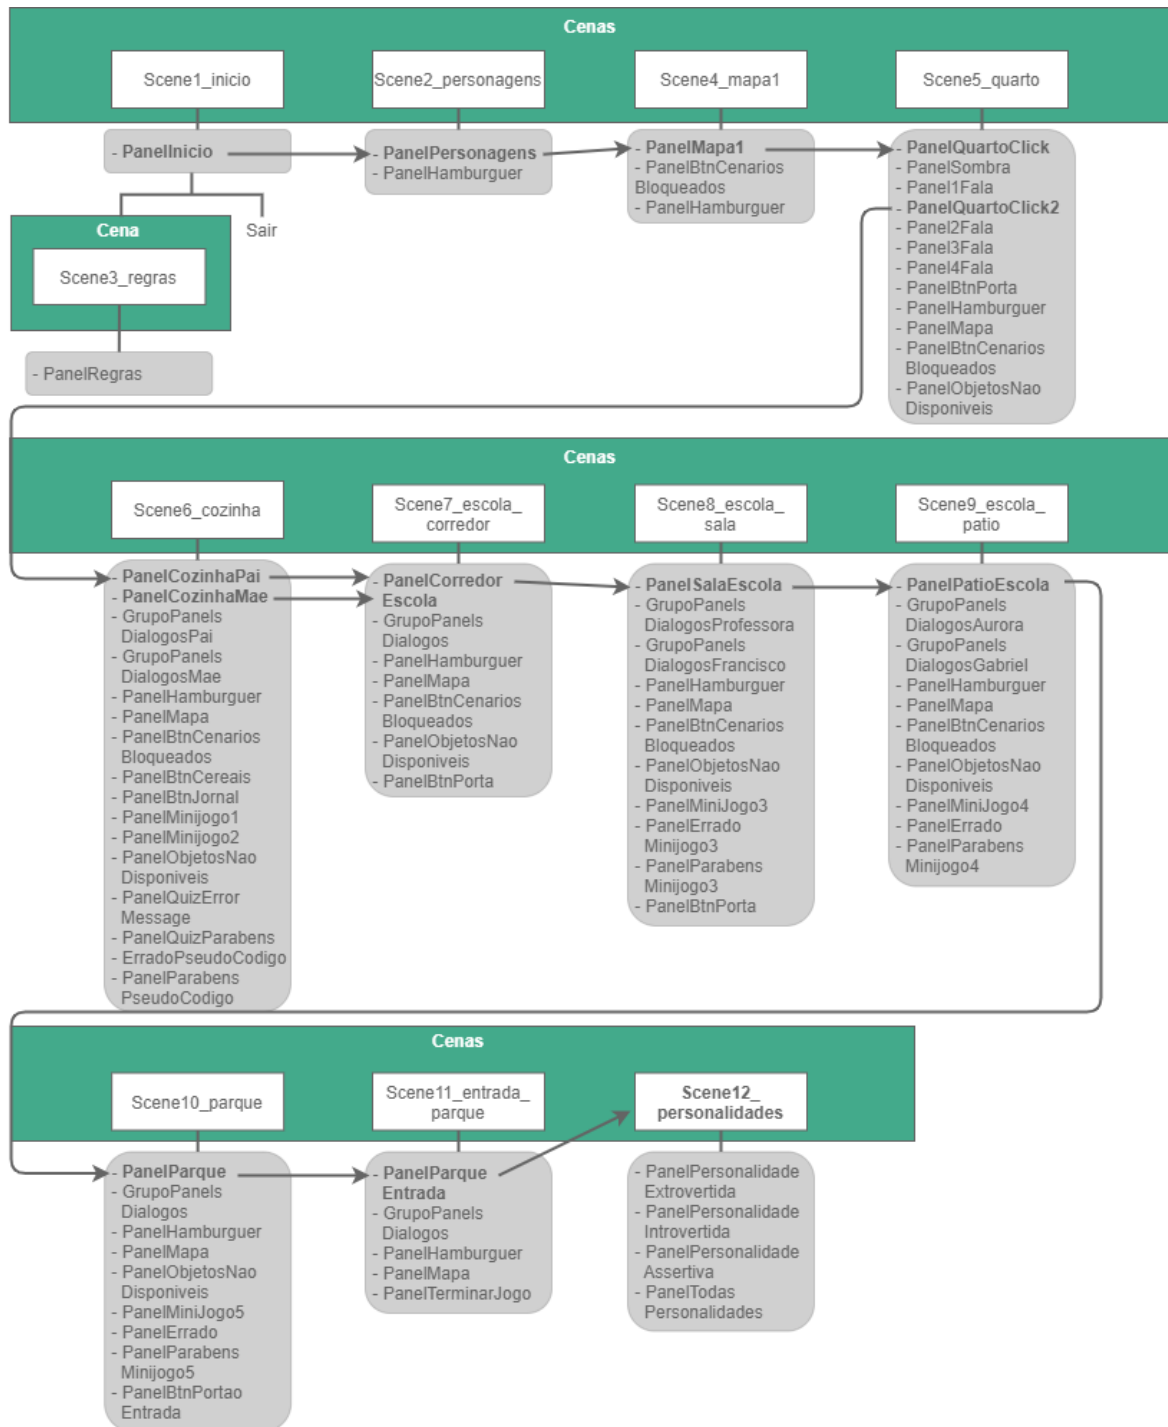 Cenas
Scene1_inicio
Scene2_personagens
Scene4_mapa1
Scene5_quarto
- PanelInicio
- PanelPersonagens
- PanelHamburguer
- PanelMapa1
- PanelBtnCenarios
Bloqueados
- PanelHamburguer
- PanelQuartoClick
- PanelSombra
- Panel1Fala
- PanelQuartoClick2
- Panel2Fala
- Panel3Fala
- Panel4Fala
- PanelBtnPorta
- PanelHamburguer
- PanelMapa
- PanelBtnCenarios
Bloqueados
- PanelObjetosNao
Disponiveis
Cena
Sair
Scene3_regras
- PanelRegras
Cenas
Scene6_cozinha
Scene7_escola_
corredor
Scene8_escola_
sala
Scene9_escola_
patio
- PanelCozinhaPai
- PanelCozinhaMae
- GrupoPanels
DialogosPai
- GrupoPanels
DialogosMae
- PanelHamburguer
- PanelMapa
- PanelBtnCenarios
Bloqueados
- PanelBtnCereais
- PanelBtnJornal
- PanelMinijogo1
- PanelMinijogo2
- PanelObjetosNao
Disponiveis
- PanelQuizError
Message
- PanelQuizParabens
- ErradoPseudoCodigo
- PanelParabens
PseudoCodigo
- PanelCorredor
Escola
- GrupoPanels
Dialogos
- PanelHamburguer
- PanelMapa
- PanelBtnCenarios
Bloqueados
- PanelObjetosNao
Disponiveis
- PanelBtnPorta
- PanelSalaEscola
- GrupoPanels
DialogosProfessora
- GrupoPanels
DialogosFrancisco
- PanelHamburguer
- PanelMapa
- PanelBtnCenarios
Bloqueados
- PanelObjetosNao
Disponiveis
- PanelMiniJogo3
- PanelErrado
Minijogo3
- PanelParabens
Minijogo3
- PanelBtnPorta
- PanelPatioEscola
- GrupoPanels
DialogosAurora
- GrupoPanels
DialogosGabriel
- PanelHamburguer
- PanelMapa
- PanelBtnCenarios
Bloqueados
- PanelObjetosNao
Disponiveis
- PanelMiniJogo4
- PanelErrado
- PanelParabens
Minijogo4
Cenas
Scene10_parque
Scene11_entrada_
parque
Scene12_
personalidades
- PanelParque
- GrupoPanels
Dialogos
- PanelHamburguer
- PanelMapa
- PanelObjetosNao
Disponiveis
- PanelMiniJogo5
- PanelErrado
- PanelParabens
Minijogo5
- PanelBtnPortao
Entrada
- PanelParque
Entrada
- GrupoPanels
Dialogos
- PanelHamburguer
- PanelMapa
- PanelTerminarJogo
- PanelPersonalidade
Extrovertida
- PanelPersonalidade
Introvertida
- PanelPersonalidade
Assertiva
- PanelTodas
Personalidades